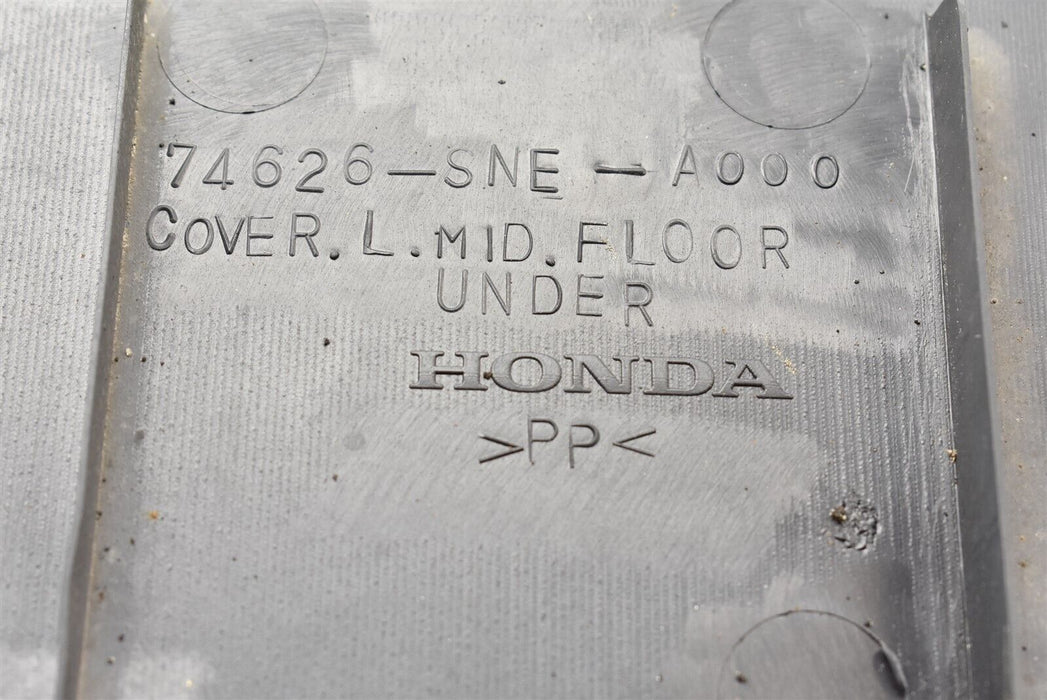 74626-SNE-A000
COVER.L.MID.FLOOR
UNDER
HONDA
>PP<